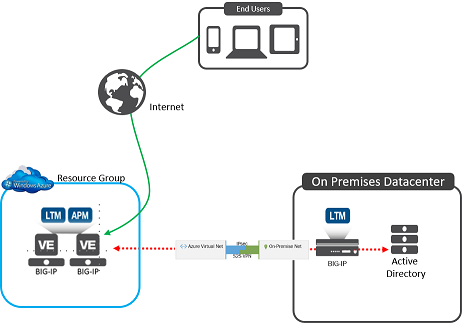 End Users
Internet
Windows Azure
Resource Group
LTM
APM
VE
VE
BIG-IP
BIG-IP
Azure Virtual Net
IPsec
S2S VPN
On-Premise Net
On Premises Datacenter
LTM
BIG-IP
Active
Directory